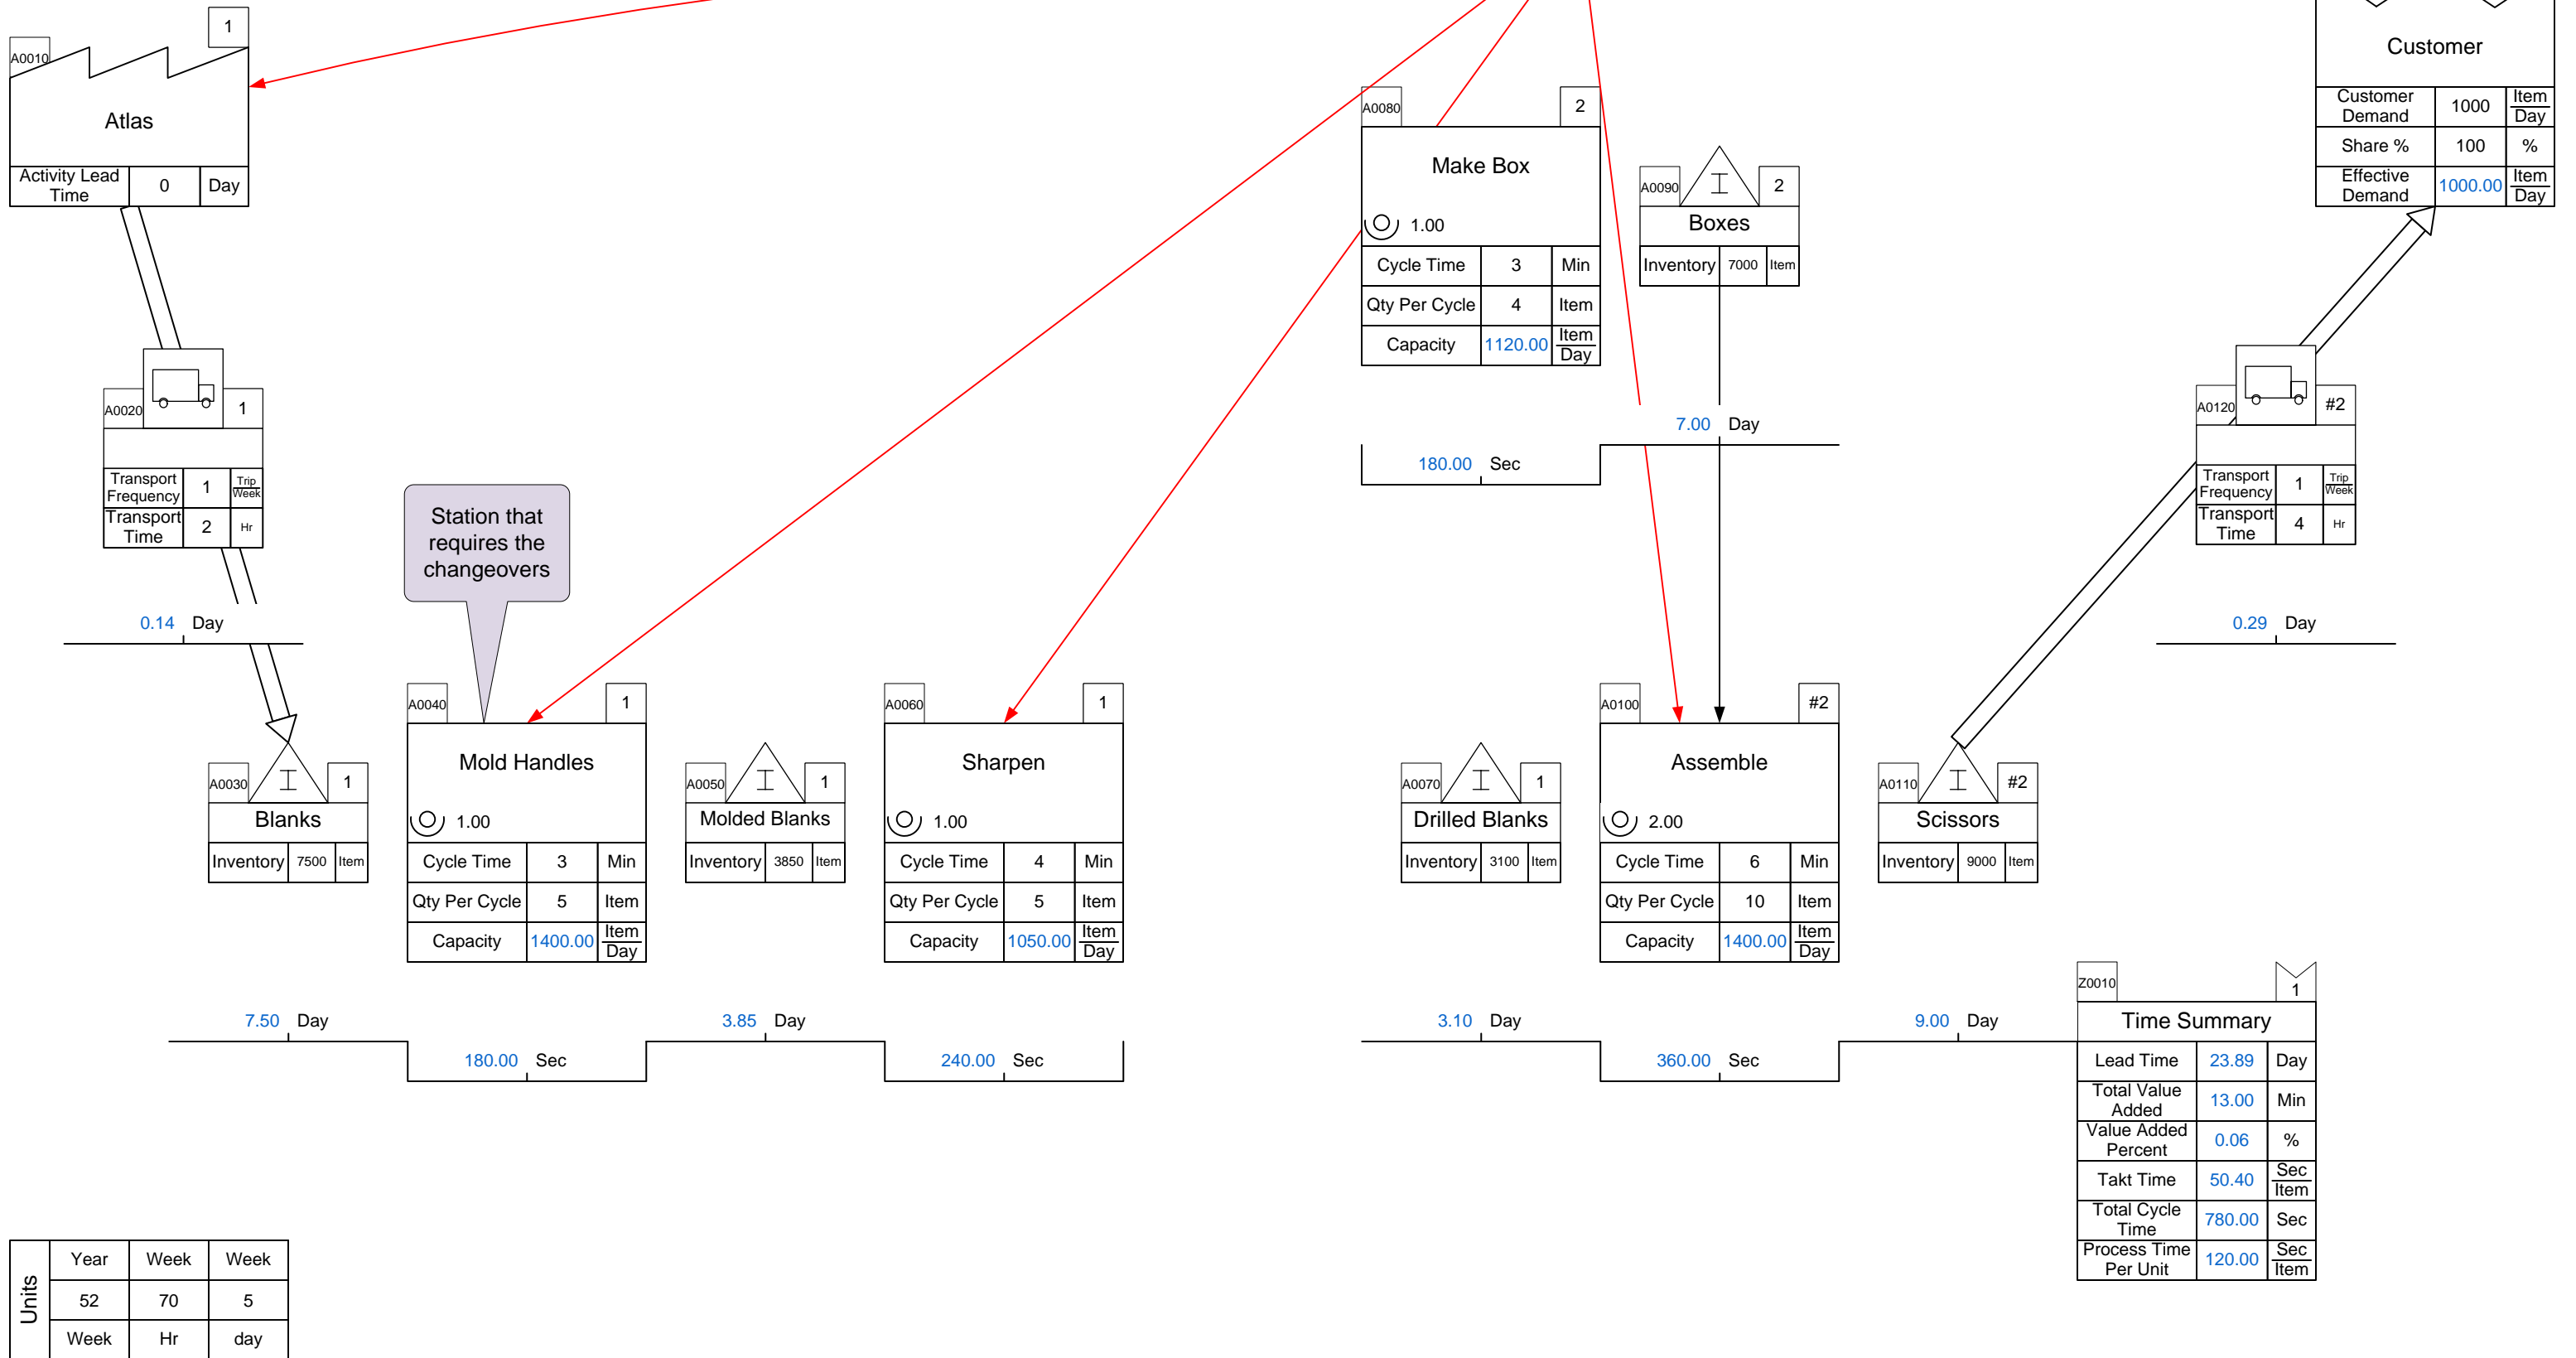 A0010
1
Atlas
Activity Lead
Time
0
Day
A0020
1
Transport
Frequency
1
Trip
Week
Transport
Time
2
Hr
0.14 Day
A0030
I
1
Blanks
Inventory
7500
Item
Station that
requires the
changeovers
A0040
1
Mold Handles
1.00
Cycle Time
3
Min
Qty Per Cycle
5
Item
Capacity
1400.00
Item
Day
A0050
I
1
Molded Blanks
Inventory
3850
Item
A0060
1
Sharpen
1.00
Cycle Time
4
Min
Qty Per Cycle
5
Item
Capacity
1050.00
Item
Day
7.50 Day
180.00 Sec
3.85 Day
240.00 Sec
A0080
2
Make Box
1.00
Cycle Time
3
Min
Qty Per Cycle
4
Item
Capacity
1120.00
Item
Day
A0090
I
2
Boxes
Inventory
7000
Item
7.00 Day
180.00 Sec
A0070
I
1
Drilled Blanks
Inventory
3100
Item
A0100
#2
Assemble
2.00
Cycle Time
6
Min
Qty Per Cycle
10
Item
Capacity
1400.00
Item
Day
A0110
I
#2
Scissors
Inventory
9000
Item
3.10 Day
360.00 Sec
9.00 Day
Customer
Customer
Demand
1000
Item
Day
Share %
100
%
Effective
Demand
1000.00
Item
Day
A0120
#2
Transport
Frequency
1
Trip
Week
Transport
Time
4
Hr
0.29 Day
Z0010
1
Time Summary
Lead Time
23.89
Day
Total Value
Added
13.00
Min
Value Added
Percent
0.06
%
Takt Time
50.40
Sec
Item
Total Cycle
Time
780.00
Sec
Process Time
Per Unit
120.00
Sec
Item
Units
Year Week Week
52 70 5
Week Hr day